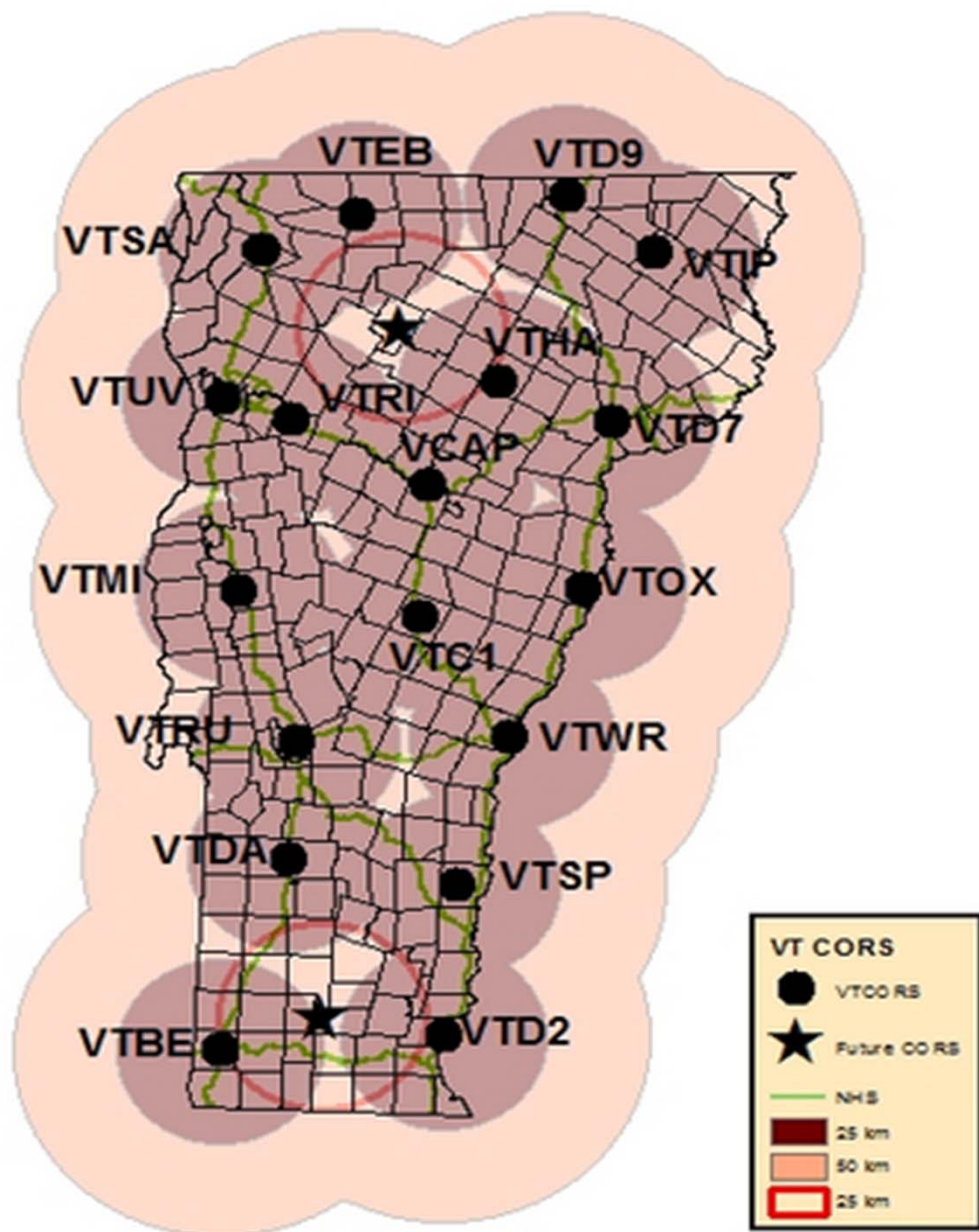 VTEB
VTD9
VTSA
VTIP
VTHA
VTUV
VTRI
VTD7
VCAP
VTMI
VTOX
VTC1
VTRU
VTWR
VTDA
VTSP
VTBE
VTD2
VT CORS
VTCORS
Future CORS
NHS
25 km
50 km
25 km